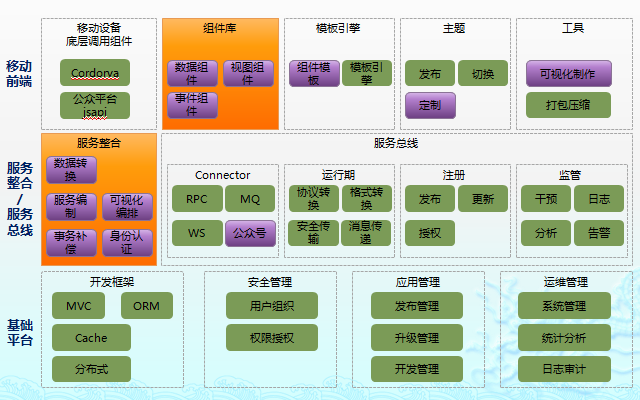 移动
前端
移动设备
底层调用组件
Cordorva
公众平台
jsapi
组件库
数据组
件
视图组
件
事件组件
模板引擎
组件模
板
模板引
擎
主题
发布
切换
定制
工具
可视化制作
打包压缩
服务
整合
/
服务
总线
服务整合
数据转
换
服务编
制
可视化
编排
事务补
偿
身份认
证
服务总线
Connector
RPC
MQ
WS
公众号
运行期
协议转
换
格式转
换
安全传
输
消息传
递
注册
发布
更新
授权
监管
干预
日志
分析
告警
基础
平台
开发框架
MVC
ORM
Cache
分布式
安全管理
用户组织
权限授权
应用管理
发布管理
升级管理
开发管理
运维管理
系统管理
统计分析
日志审计